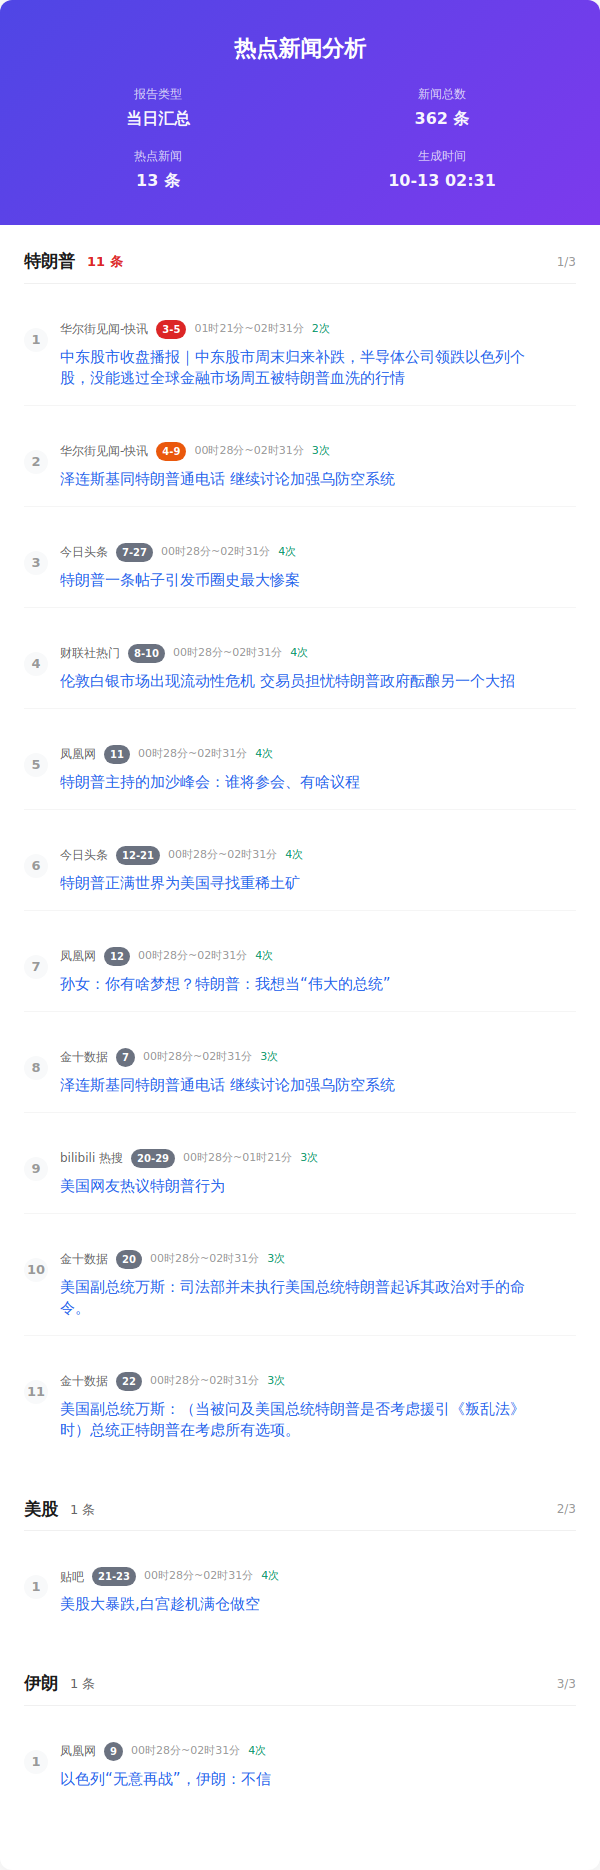 热点新闻分析
报告类型
新闻总数
当日汇总
362 条
热点新闻
生成时间
13 条
10-13 02:31
特朗普 11 条 1/3
1 华尔街见闻-快讯 3-5 01时21分~02时31分 2次
中东股市收盘播报｜中东股市周末归来补跌，半导体公司领跌以色列个
股，没能逃过全球金融市场周五被特朗普血洗的行情
2 华尔街见闻-快讯 4-9 00时28分~02时31分 3次
泽连斯基同特朗普通电话 继续讨论加强乌防空系统
3 今日头条 7-27 00时28分~02时31分 4次
特朗普一条帖子引发币圈史最大惨案
4 财联社热门 8-10 00时28分~02时31分 4次
伦敦白银市场出现流动性危机 交易员担忧特朗普政府酝酿另一个大招
5 凤凰网 11 00时28分~02时31分 4次
特朗普主持的加沙峰会：谁将参会、有啥议程
6 今日头条 12-21 00时28分~02时31分 4次
特朗普正满世界为美国寻找重稀土矿
7 凤凰网 12 00时28分~02时31分 4次
孙女：你有啥梦想？特朗普：我想当“伟大的总统”
8 金十数据 7 00时28分~02时31分 3次
泽连斯基同特朗普通电话 继续讨论加强乌防空系统
9 bilibili 热搜 20-29 00时28分~01时21分 3次
美国网友热议特朗普行为
10 金十数据 20 00时28分~02时31分 3次
美国副总统万斯：司法部并未执行美国总统特朗普起诉其政治对手的命
令。
11 金十数据 22 00时28分~02时31分 3次
美国副总统万斯：（当被问及美国总统特朗普是否考虑援引《叛乱法》
时）总统正特朗普在考虑所有选项。
美股 1 条 2/3
1 贴吧 21-23 00时28分~02时31分 4次
美股大暴跌,白宫趁机满仓做空
伊朗 1 条 3/3
1 凤凰网 9 00时28分~02时31分 4次
以色列“无意再战”，伊朗：不信